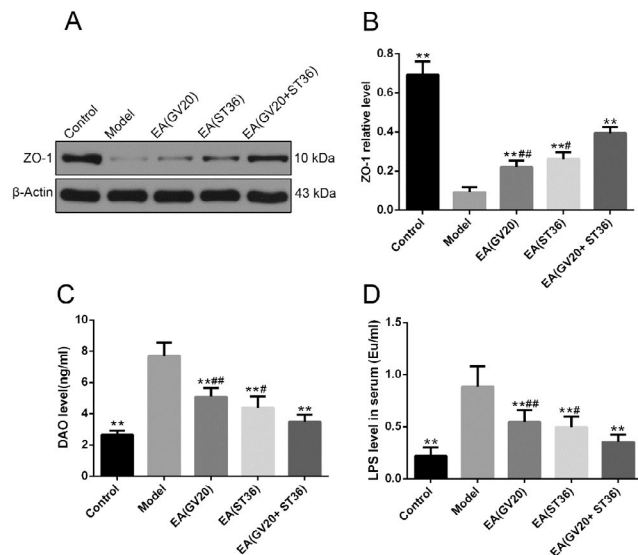 A
Control
Model
EA(GV20)
EA(ST36)
EA(GV20+ST36)
ZO-1
10 kDa
β-Actin
43 kDa
B
ZO-1 relative level
0.8
0.6
0.4
0.2
0.0
**
**##
**#
**
Control
Model
EA(GV20)
EA(ST36)
EA(GV20+ ST36)
C
DAO level(ng/ml)
8
6
4
2
0
**
**##
**#
**
Control
Model
EA(GV20)
EA(ST36)
EA(GV20+ ST36)
D
LPS level in serum (Eu/ml)
1.5
1.0
0.5
0.0
**
**##
**#
**
Control
Model
EA(GV20)
EA(ST36)
EA(GV20+ ST36)